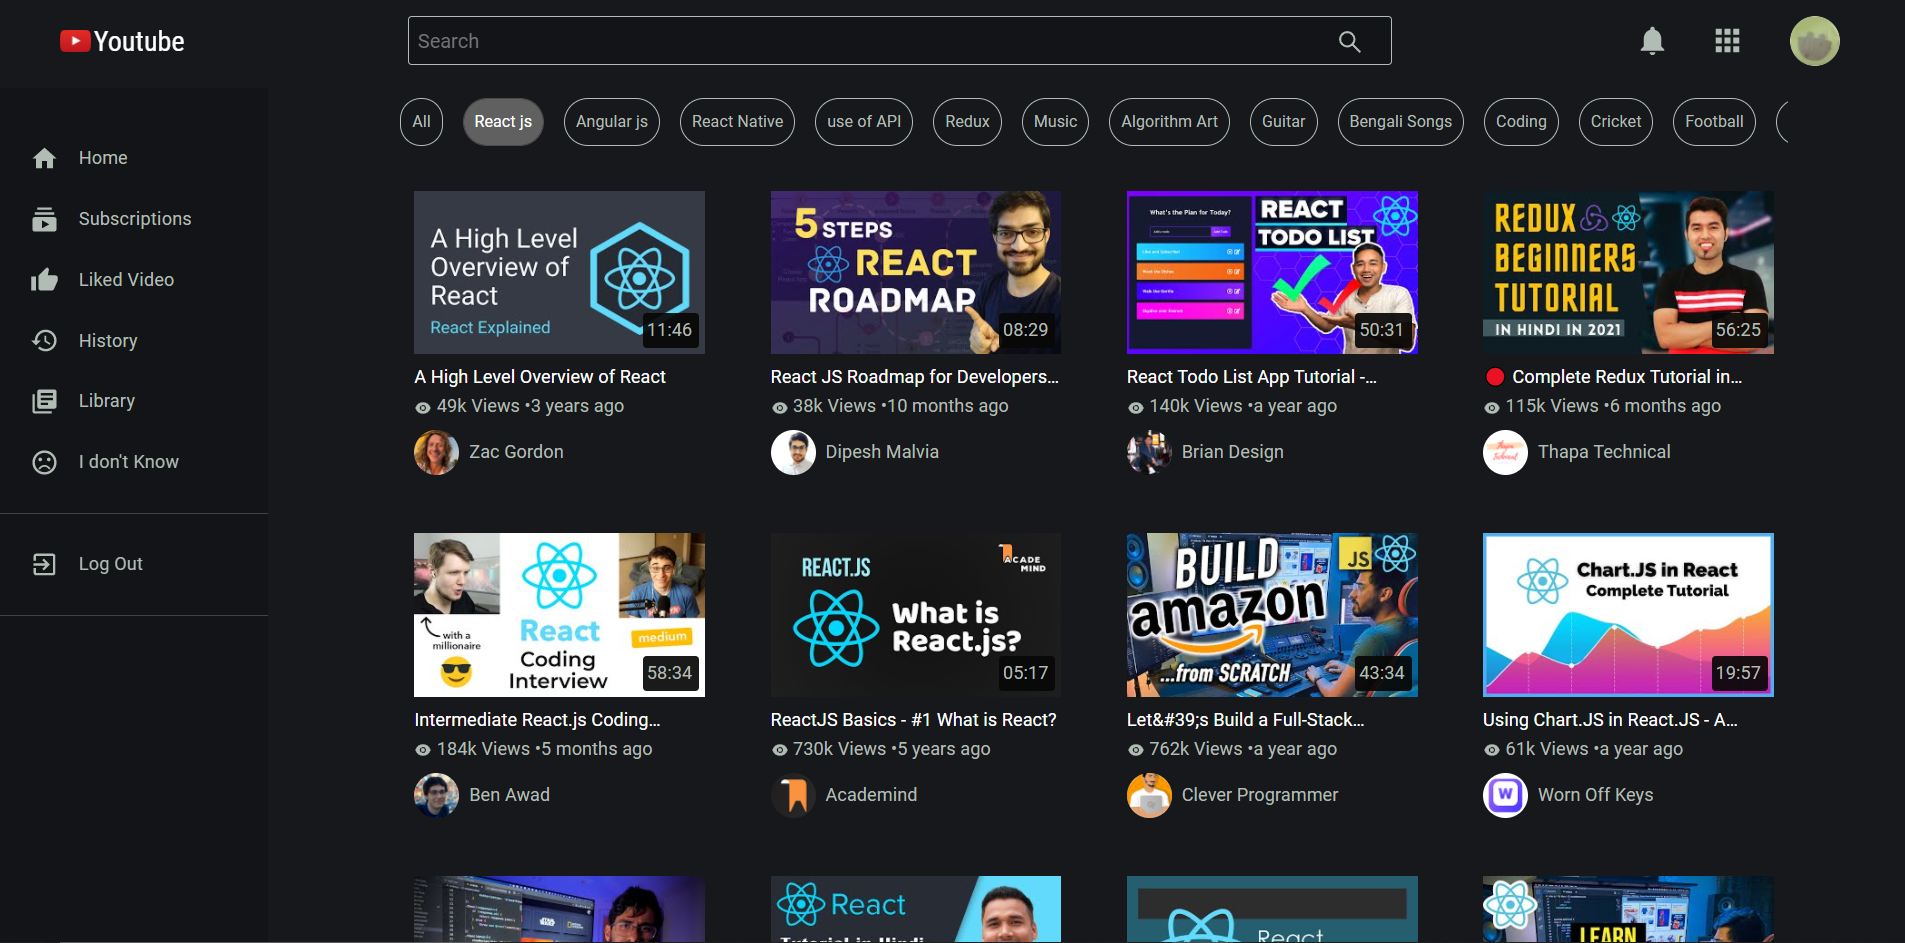 Youtube
Search
Home
Subscriptions
Liked Video
History
Library
I don't Know
Log Out
All
React js
Angular js
React Native
use of API
Redux
Music
Algorithm Art
Guitar
Bengali Songs
Coding
Cricket
Football
A High Level
Overview of
React
React Explained
11:46
5 STEPS
REACT
ROADMAP
08:29
What's the Plan for Today?
REACT
TODO LIST
50:31
REDUX
BEGINNERS
TUTORIAL
IN HINDI IN 2021
56:25
A High Level Overview of React
49k Views •3 years ago
Zac Gordon
React JS Roadmap for Developers…
38k Views •10 months ago
Dipesh Malvia
React Todo List App Tutorial -…
140k Views •a year ago
Brian Design
Complete Redux Tutorial in…
115k Views •6 months ago
Thapa Technical
Thapa Technical
with a
millionaire
React
medium
Coding
Interview
58:34
REACT.JS
ACADE
MIND
What is
React.js?
05:17
BUILD
JS
amazon
...from SCRATCH
43:34
Chart.JS in React
Complete Tutorial
19:57
Intermediate React.js Coding…
184k Views •5 months ago
Ben Awad
ReactJS Basics - #1 What is React?
730k Views •5 years ago
Academind
Let&#39;s Build a Full-Stack…
762k Views •a year ago
Clever Programmer
Using Chart.JS in React.JS - A…
61k Views •a year ago
W
Worn Off Keys
React
Tutorial in Hindi
React
LEARN